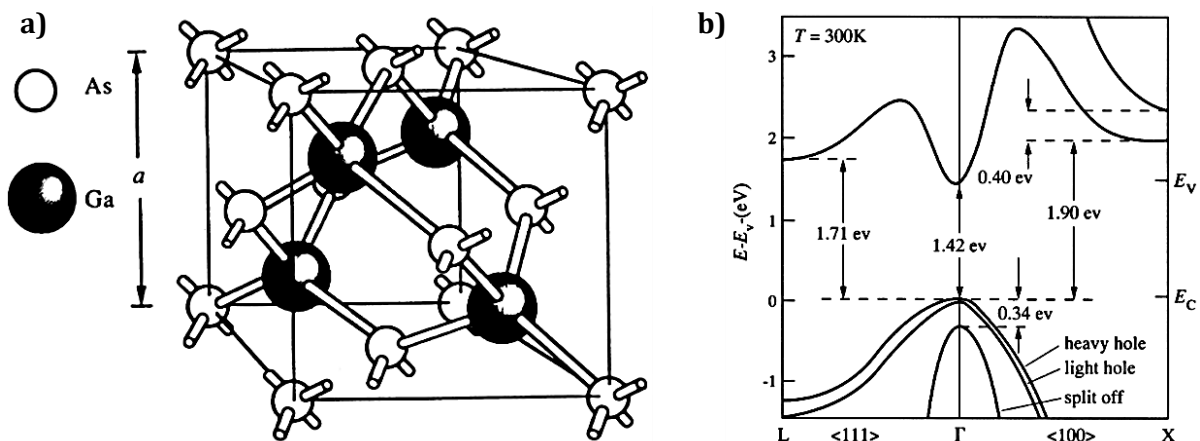 a)
As
Ga
a
b)
T = 300K
3
2
1
0
-1
E-Eᵥ-(eV)
0.40 ev
1.71 ev
1.42 ev
1.90 ev
0.34 ev
E_V
E_C
heavy hole
light hole
split off
L
<111>
Γ
<100>
X